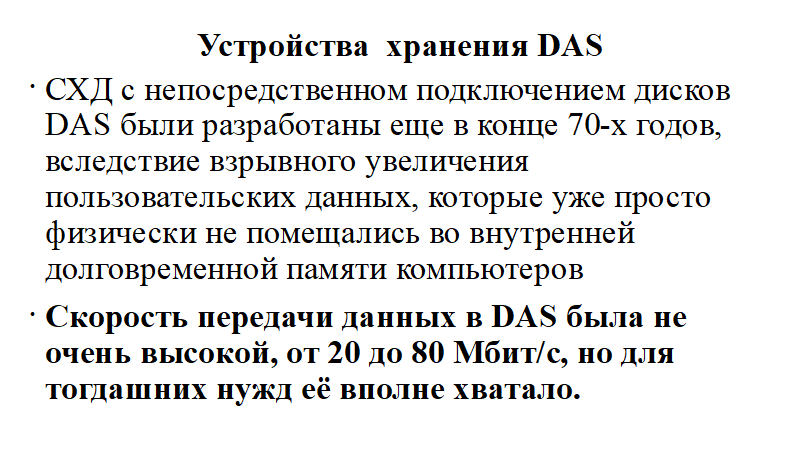 Устройства  хранения DAS
· СХД с непосредственном подключением дисков
DAS были разработаны еще в конце 70-х годов,
вследствие взрывного увеличения
пользовательских данных, которые уже просто
физически не помещались во внутренней
долговременной памяти компьютеров
· Скорость передачи данных в DAS была не
очень высокой, от 20 до 80 Мбит/с, но для
тогдашних нужд её вполне хватало.